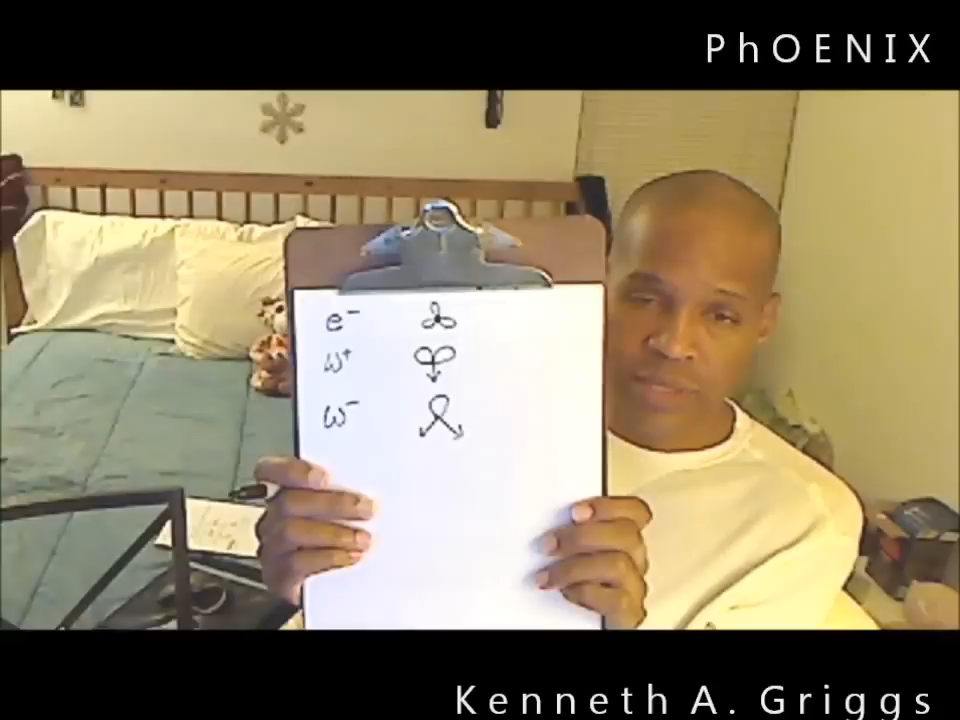 PhOENIX
e⁻
ω⁺
ω⁻
Kenneth A. Griggs